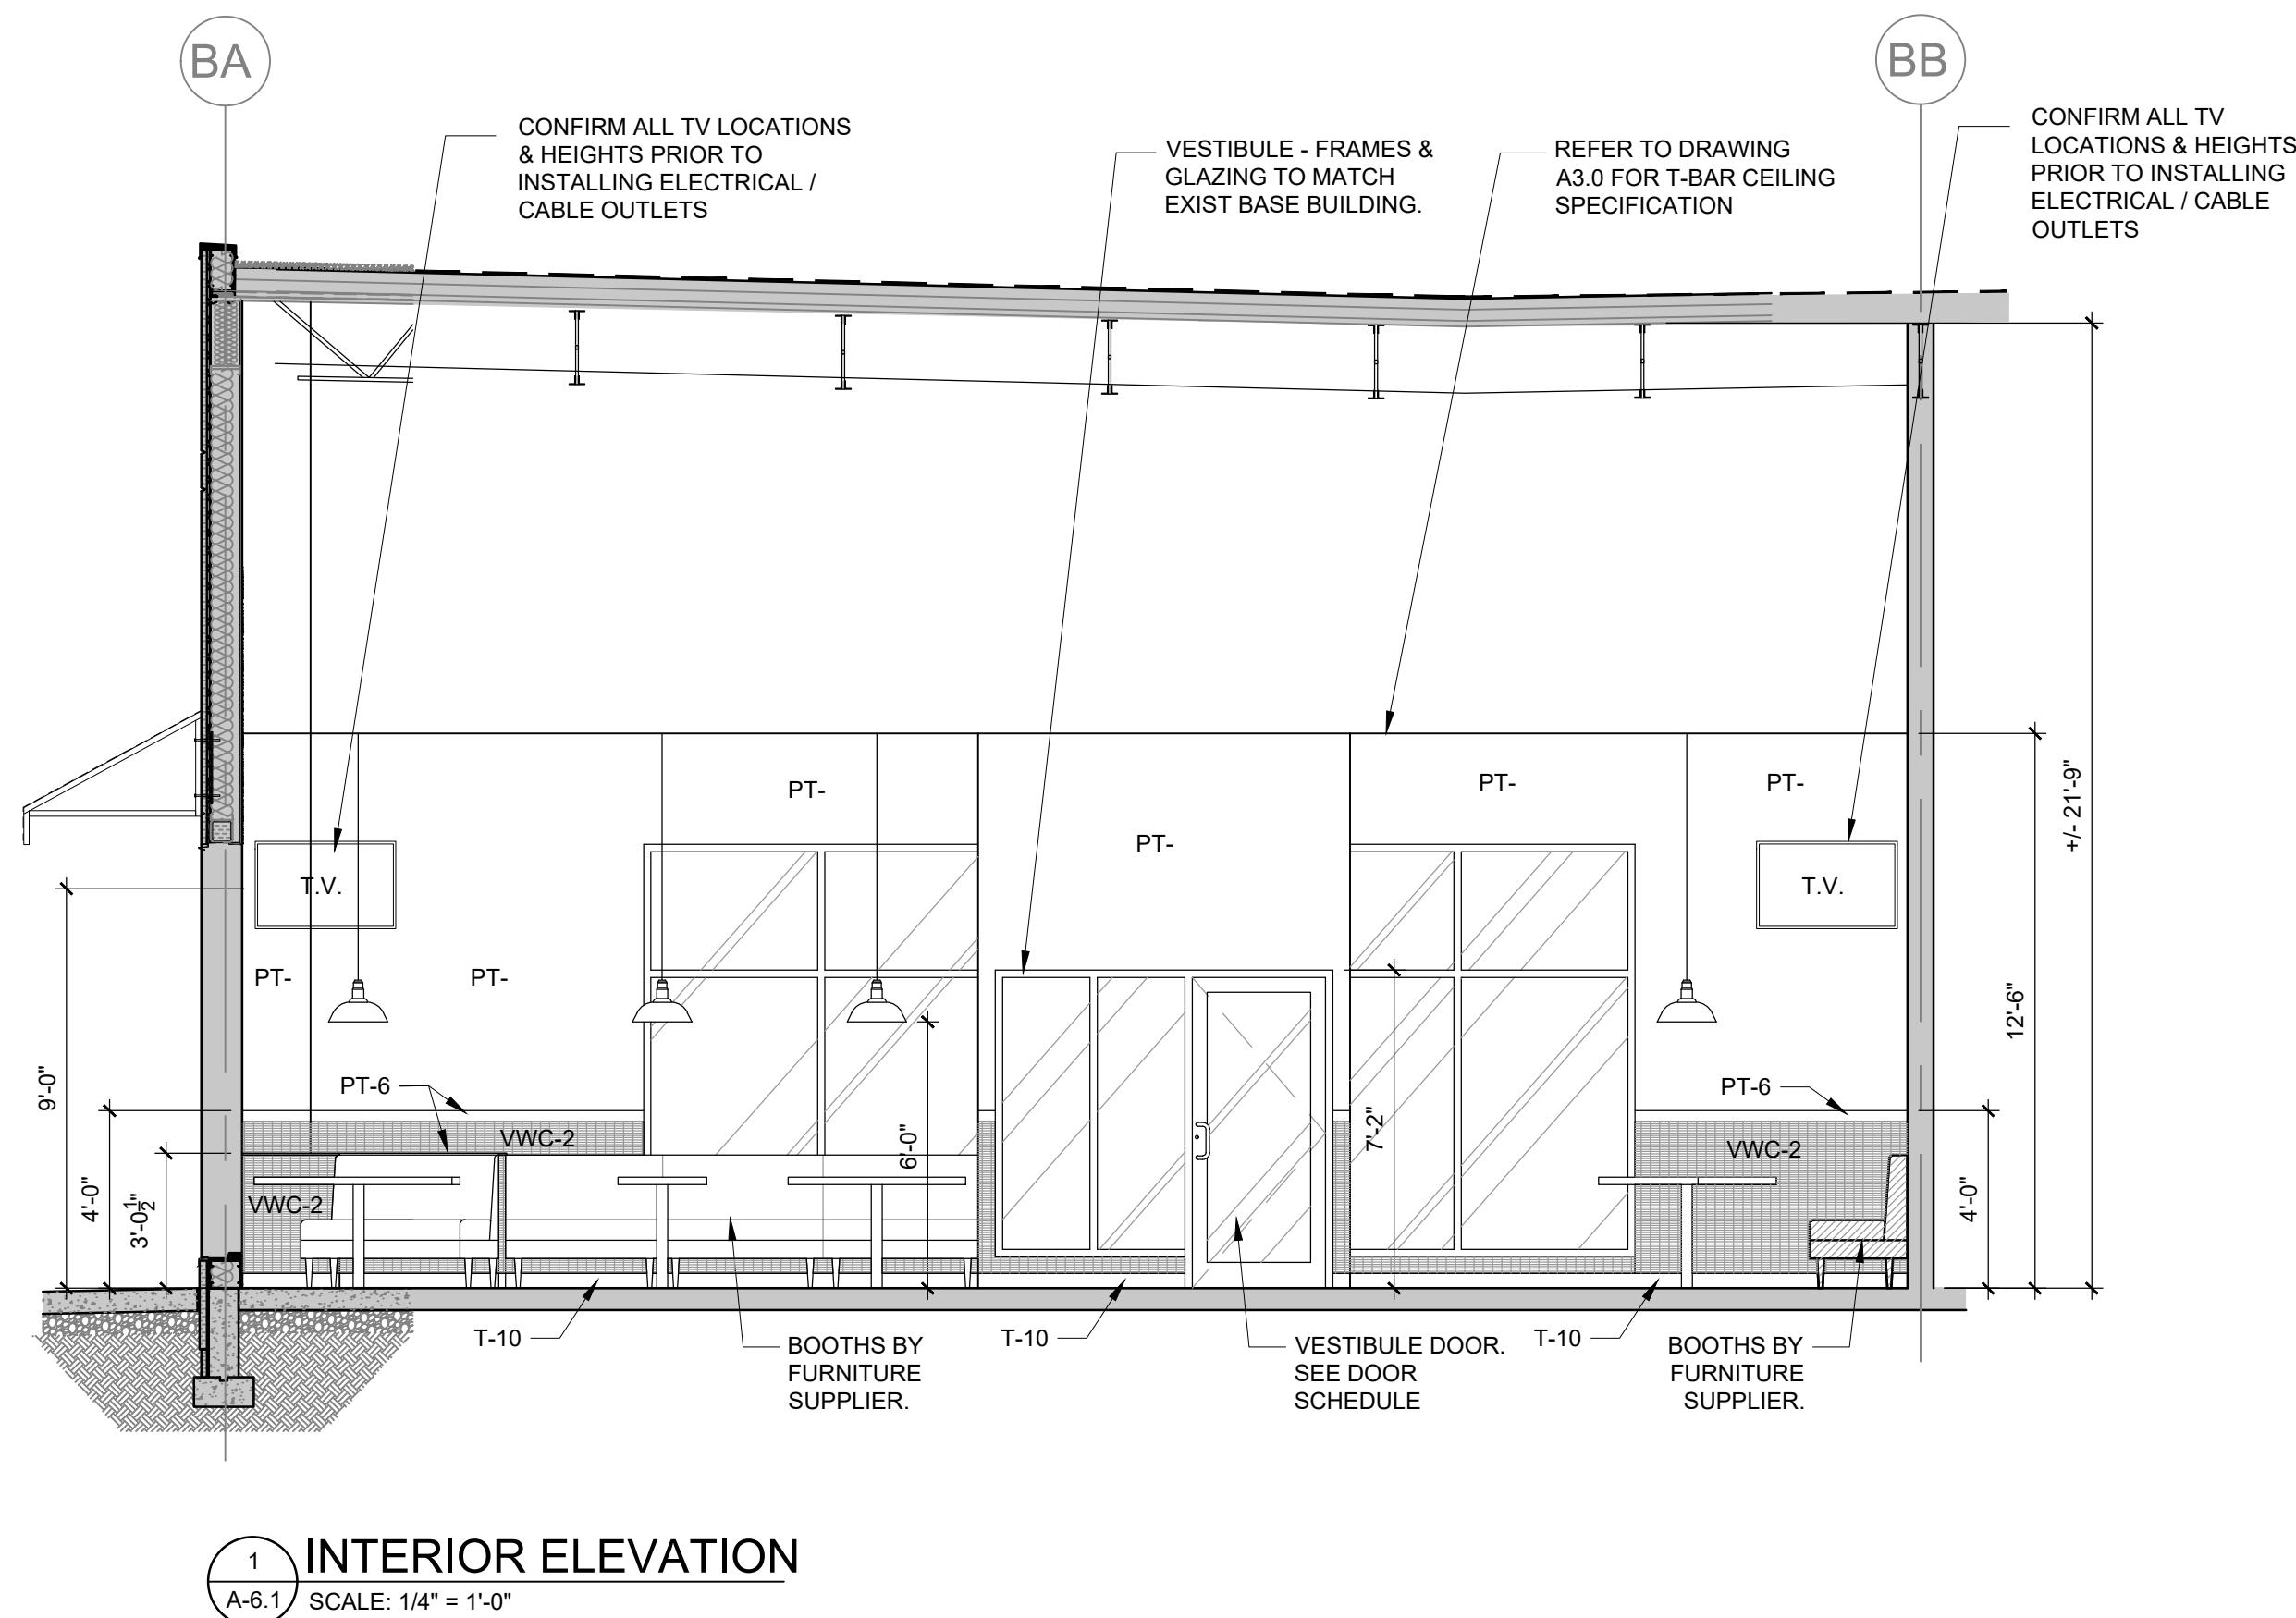 BA
BB
CONFIRM ALL TV LOCATIONS
& HEIGHTS PRIOR TO
INSTALLING ELECTRICAL /
CABLE OUTLETS
VESTIBULE - FRAMES &
GLAZING TO MATCH
EXIST BASE BUILDING.
REFER TO DRAWING
A3.0 FOR T-BAR CEILING
SPECIFICATION
CONFIRM ALL TV
LOCATIONS & HEIGHTS
PRIOR TO INSTALLING
ELECTRICAL / CABLE
OUTLETS
PT-
PT-
PT-
PT-
T.V.
T.V.
PT-
PT-
+/- 21'-9"
12'-6"
9'-0"
4'-0"
3'-0 1/2"
6'-0"
7'-2"
4'-0"
PT-6
PT-6
VWC-2
VWC-2
VWC-2
T-10
T-10
T-10
BOOTHS BY
FURNITURE
SUPPLIER.
VESTIBULE DOOR.
SEE DOOR
SCHEDULE
BOOTHS BY
FURNITURE
SUPPLIER.
1
A-6.1
INTERIOR ELEVATION
SCALE: 1/4" = 1'-0"